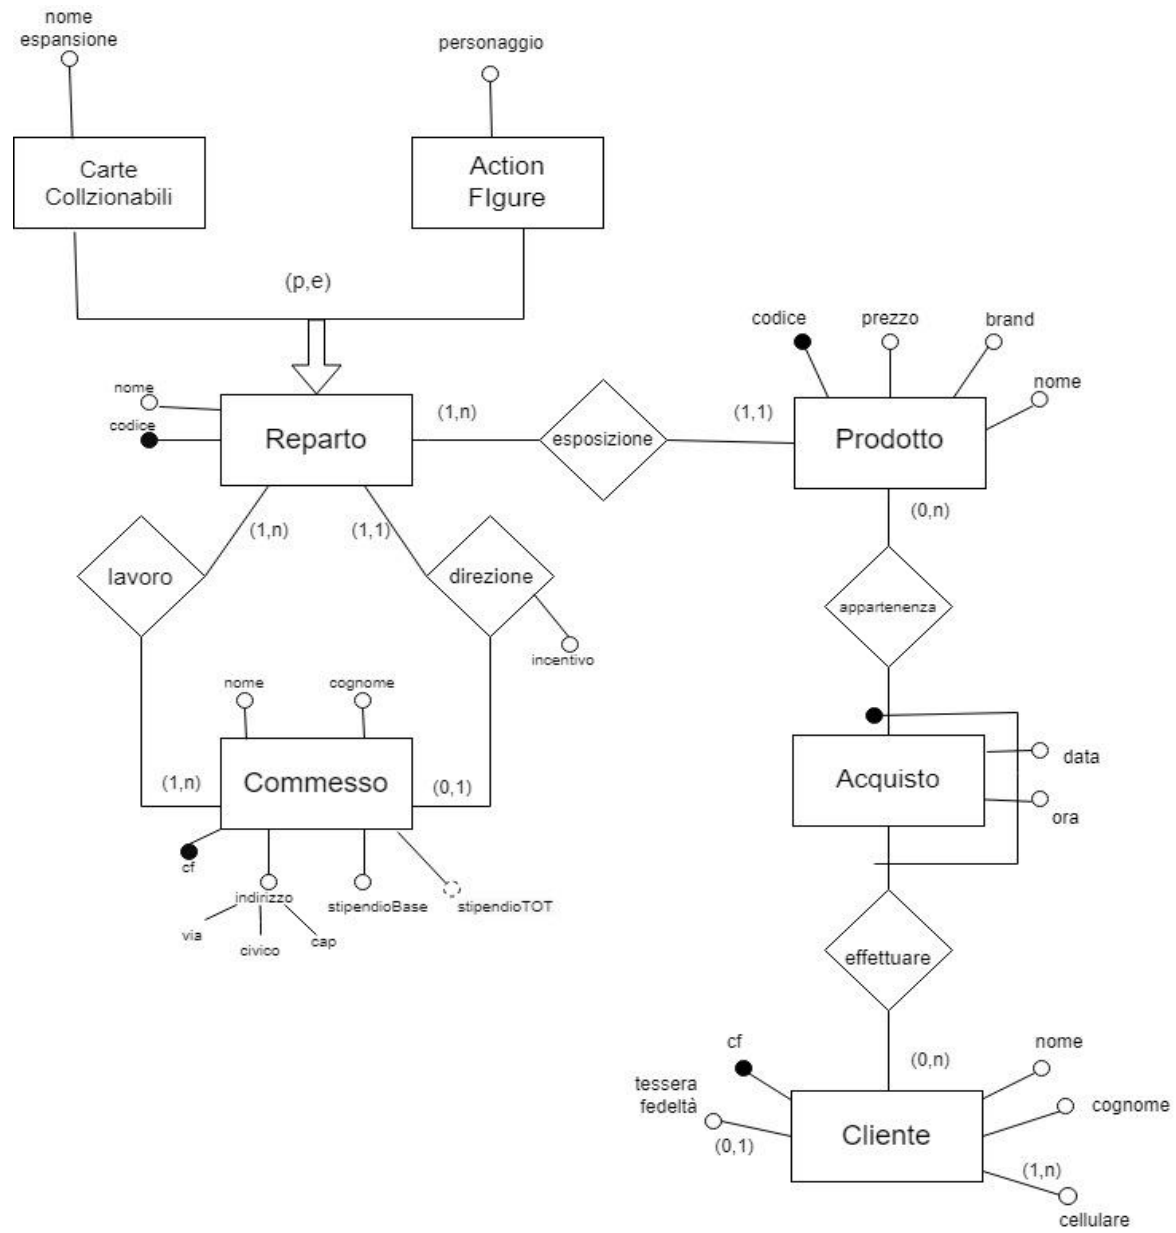 nome
espansione
personaggio
Carte
Collzionabili
Action
FIgure
(p,e)
codice
prezzo
brand
nome
nome
codice
Reparto
(1,n)
esposizione
(1,1)
Prodotto
(0,n)
(1,n)
(1,1)
lavoro
direzione
incentivo
appartenenza
nome
cognome
(1,n)
Commesso
(0,1)
Acquisto
data
ora
cf
indirizzo
stipendioBase
stipendioTOT
via
civico
cap
effettuare
(0,n)
cf
nome
tessera
fedeltà
(0,1)
Cliente
cognome
(1,n)
cellulare